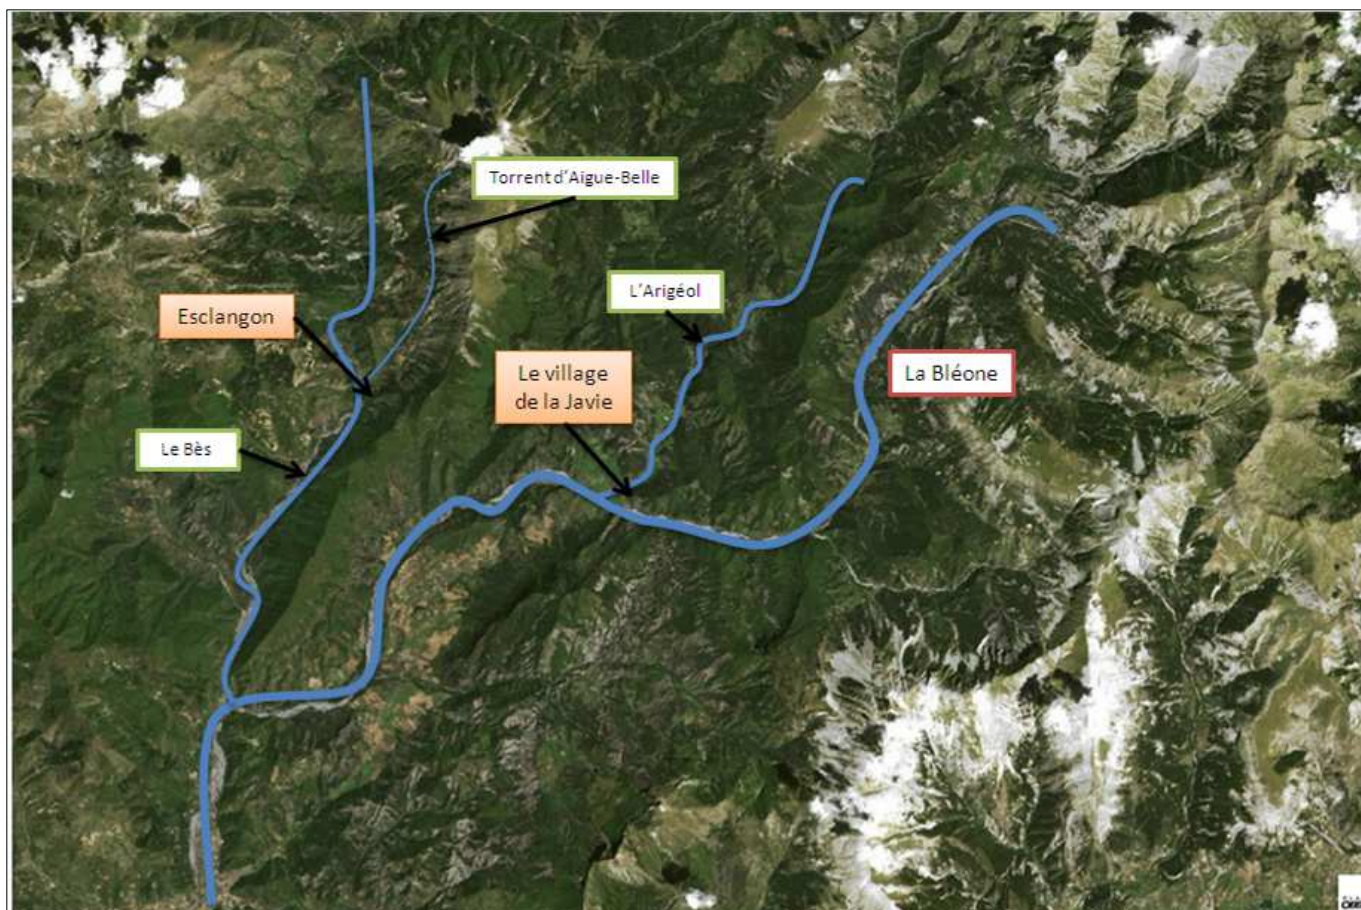 Torrent d'Aigue-Belle
L'Arigéol
Esclangon
Le village
de la Javie
La Bléone
Le Bès